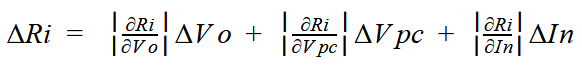 ΔRi = |∂Ri/∂Vo| ΔVo + |∂Ri/∂Vpc| ΔVpc + |∂Ri/∂In| ΔIn